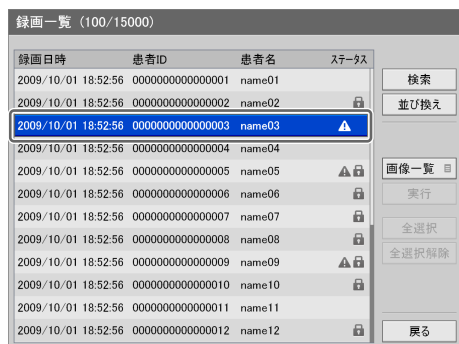 録画一覧 (100/15000)
録画日時 患者ID 患者名 ステータス
2009/10/01 18:52:56 0000000000000001 name01
2009/10/01 18:52:56 0000000000000002 name02
2009/10/01 18:52:56 0000000000000003 name03
2009/10/01 18:52:56 0000000000000004 name04
2009/10/01 18:52:56 0000000000000005 name05
2009/10/01 18:52:56 0000000000000006 name06
2009/10/01 18:52:56 0000000000000007 name07
2009/10/01 18:52:56 0000000000000008 name08
2009/10/01 18:52:56 0000000000000009 name09
2009/10/01 18:52:56 0000000000000010 name10
2009/10/01 18:52:56 0000000000000011 name11
2009/10/01 18:52:56 0000000000000012 name12
検索
並び換え
画像一覧
実行
全選択
全選択解除
戻る